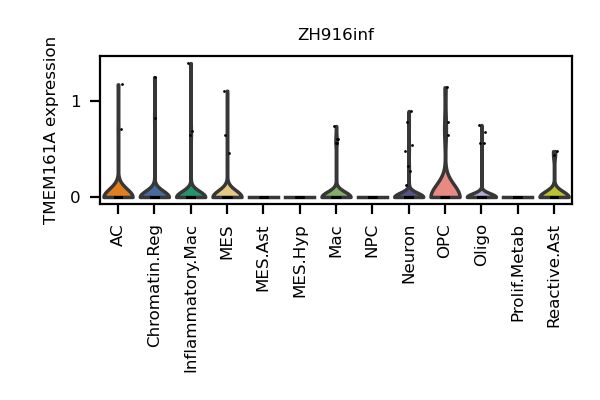 ZH916inf
TMEM161A expression
1
0
AC
Chromatin.Reg
Inflammatory.Mac
MES
MES.Ast
MES.Hyp
Mac
NPC
Neuron
OPC
Oligo
Prolif.Metab
Reactive.Ast